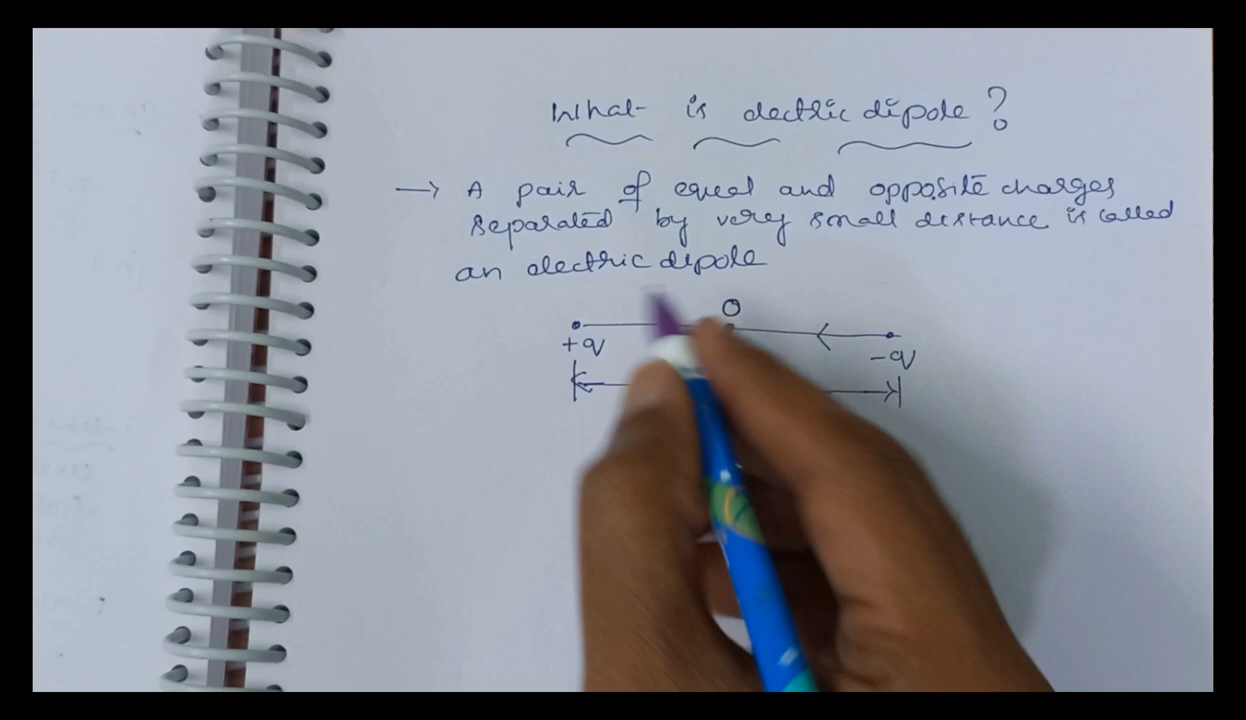 What is electric dipole?
→ A pair of equal and opposite charges
separated by very small distance is called
an electric dipole
O
+q
-q